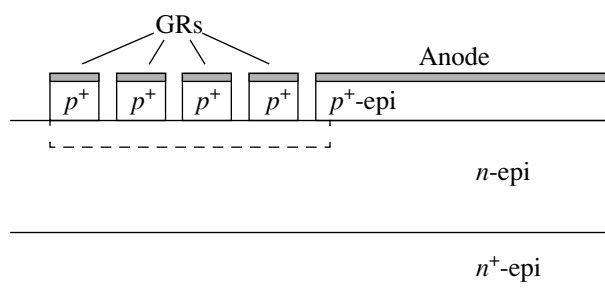 GRs
Anode
p⁺ p⁺ p⁺ p⁺ p⁺-epi
n-epi
n⁺-epi